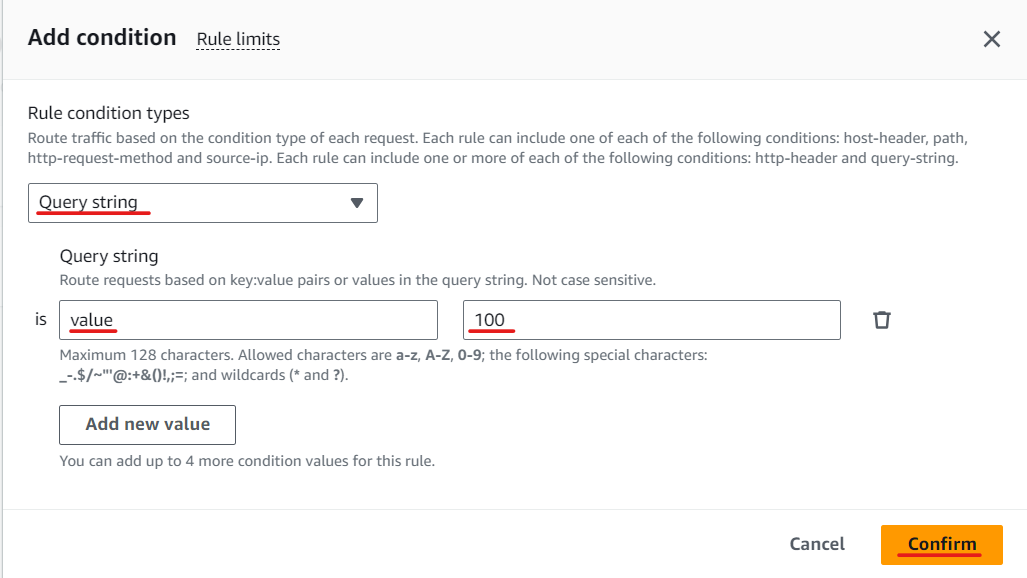 Add condition Rule limits
Rule condition types
Route traffic based on the condition type of each request. Each rule can include one of each of the following conditions: host-header, path,
http-request-method and source-ip. Each rule can include one or more of each of the following conditions: http-header and query-string.
Query string
Query string
Route requests based on key:value pairs or values in the query string. Not case sensitive.
is value 100
Maximum 128 characters. Allowed characters are a-z, A-Z, 0-9; the following special characters:
_-.$/~"'@:+&()!,;=; and wildcards (* and ?).
Add new value
You can add up to 4 more condition values for this rule.
Cancel Confirm